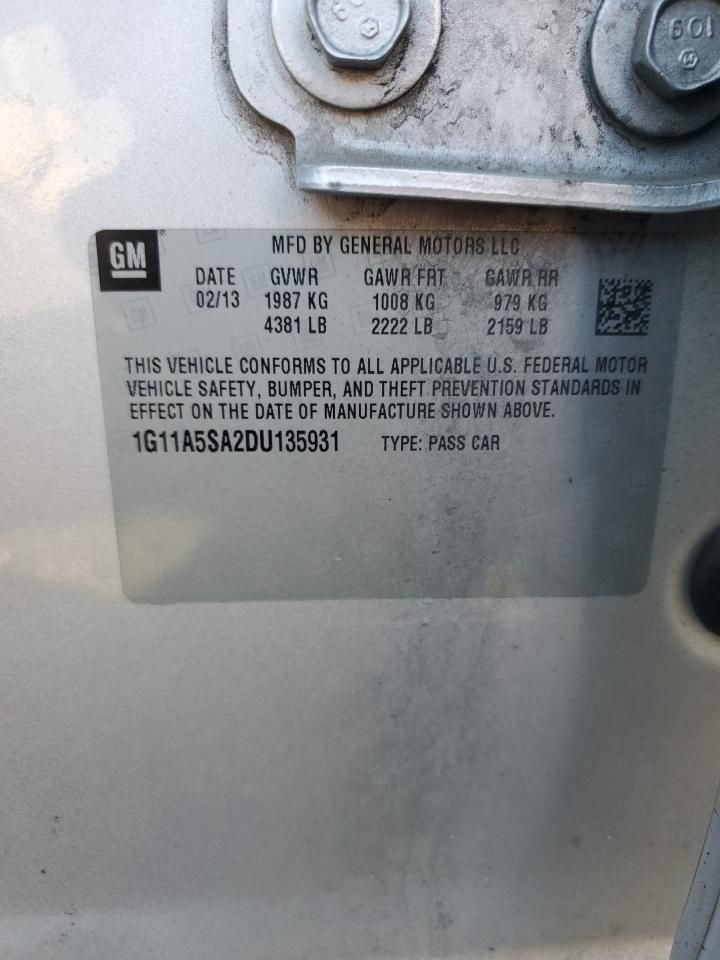 109
GM
MFD BY GENERAL MOTORS LLC
DATE GVWR GAWR FRT GAWR RR
02/13 1987 KG 1008 KG 979 KG
4381 LB 2222 LB 2159 LB
THIS VEHICLE CONFORMS TO ALL APPLICABLE U.S. FEDERAL MOTOR
VEHICLE SAFETY, BUMPER, AND THEFT PREVENTION STANDARDS IN
EFFECT ON THE DATE OF MANUFACTURE SHOWN ABOVE.
1G11A5SA2DU135931 TYPE: PASS CAR